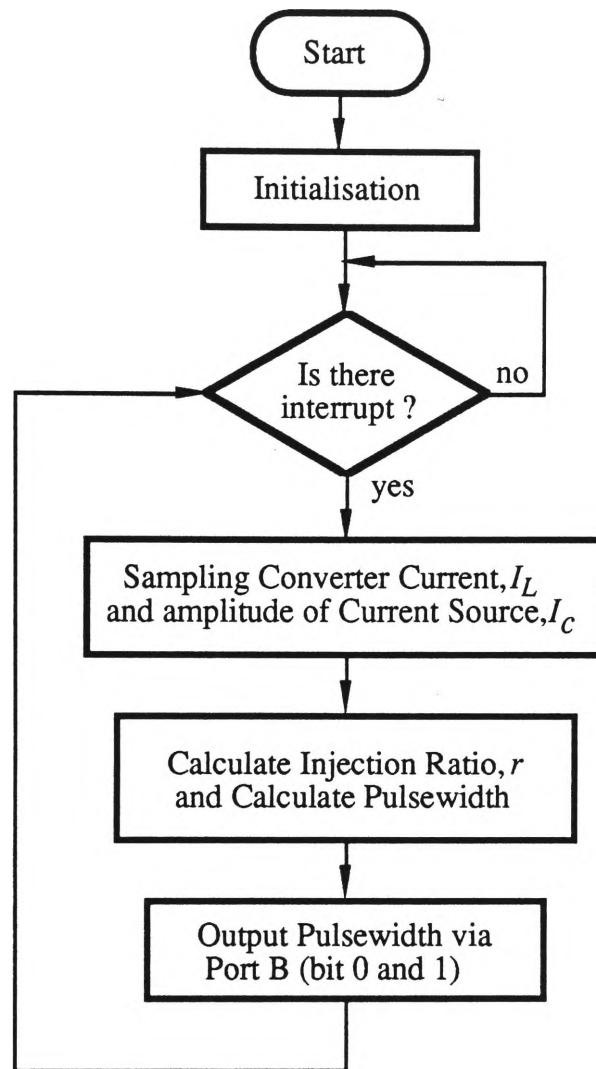 Start
Initialisation
Is there
interrupt ?
no
yes
Sampling Converter Current, I_L
and amplitude of Current Source, I_C
Calculate Injection Ratio, r
and Calculate Pulsewidth
Output Pulsewidth via
Port B (bit 0 and 1)